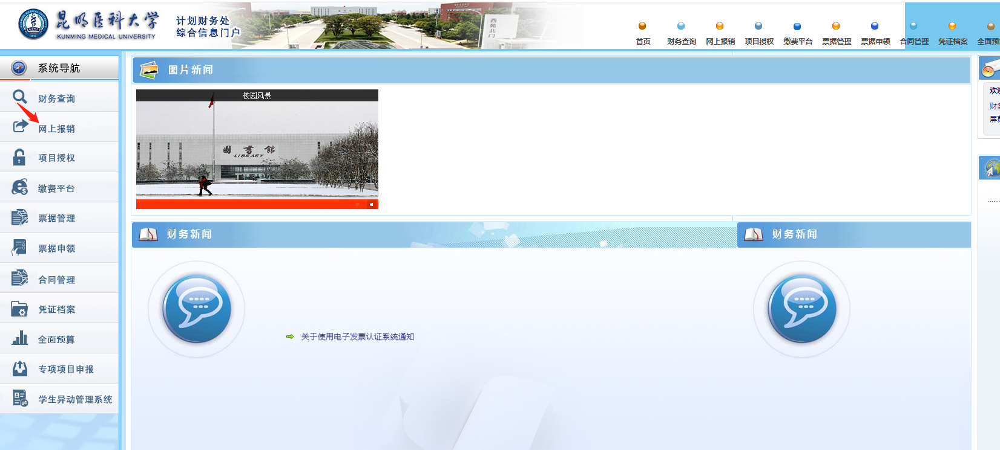 昆明医科大学
KUNMING MEDICAL UNIVERSITY
计划财务处
综合信息门户
西苑北门
首页
财务查询
网上报销
项目授权
缴费平台
票据管理
票据申领
合同管理
凭证档案
全面预
系统导航
财务查询
网上报销
项目授权
缴费平台
票据管理
票据申领
合同管理
凭证档案
全面预算
专项项目申报
学生异动管理系统
图片新闻
校园风景
圖書館
LIBRARY
3
财务新闻
关于使用电子发票认证系统通知
财务新闻
欢迎
财务
屏幕